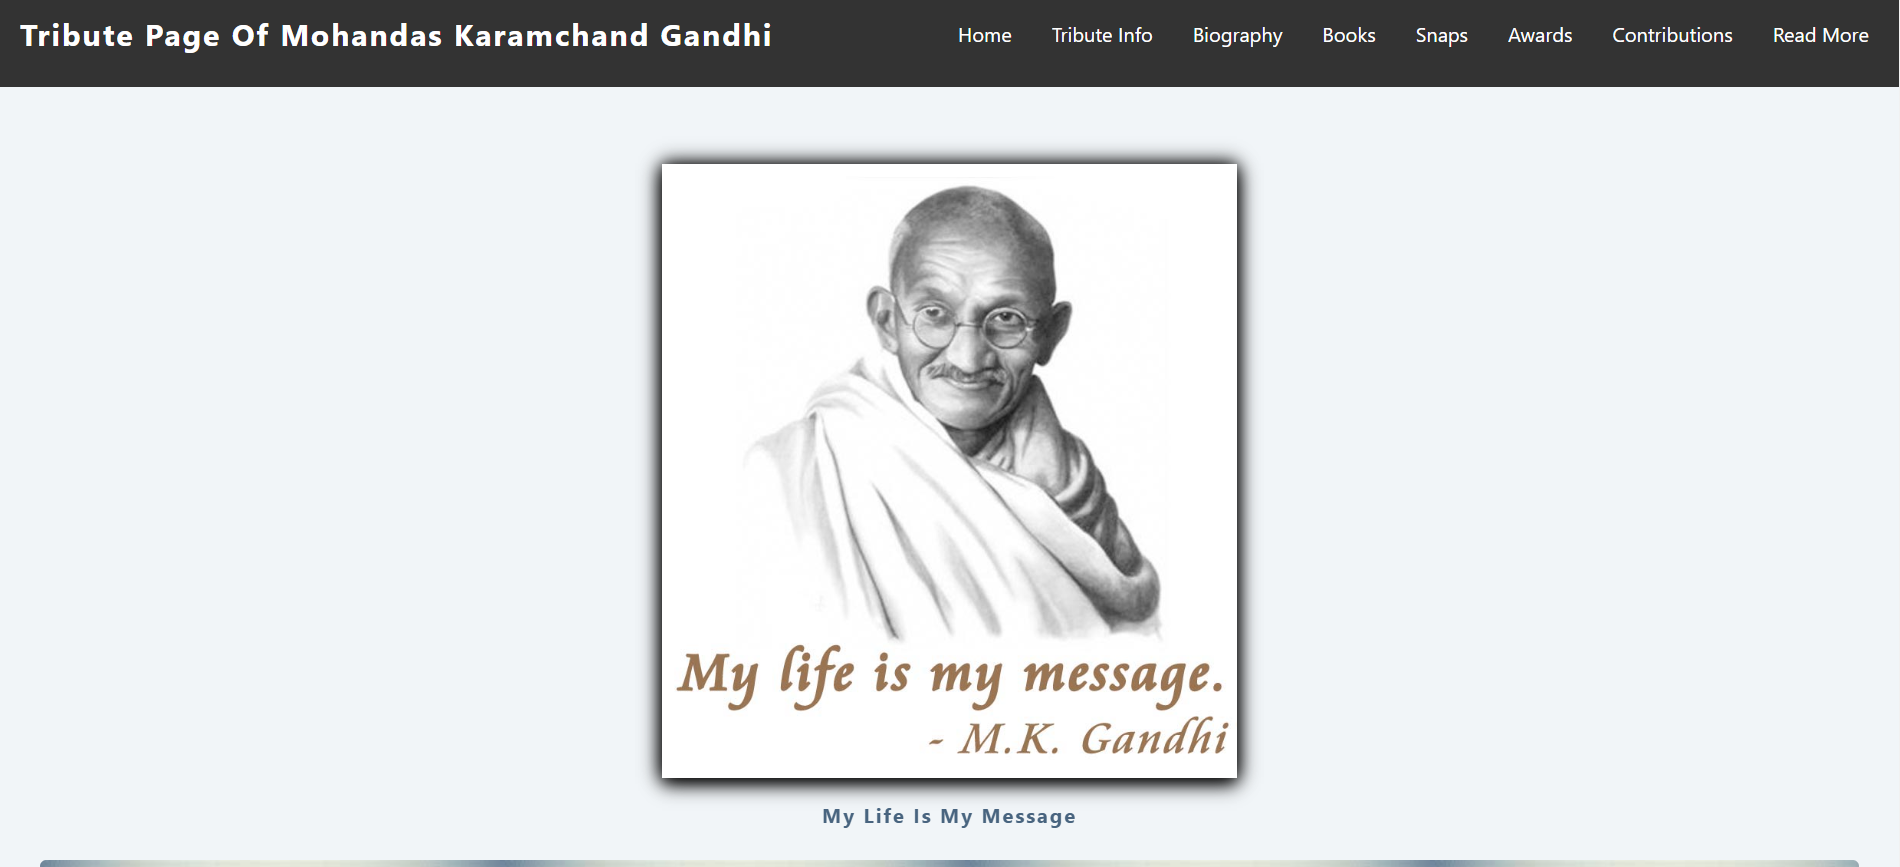 Tribute Page Of Mohandas Karamchand Gandhi
Home Tribute Info Biography Books Snaps Awards Contributions Read More
My life is my message.
- M.K. Gandhi
My Life Is My Message